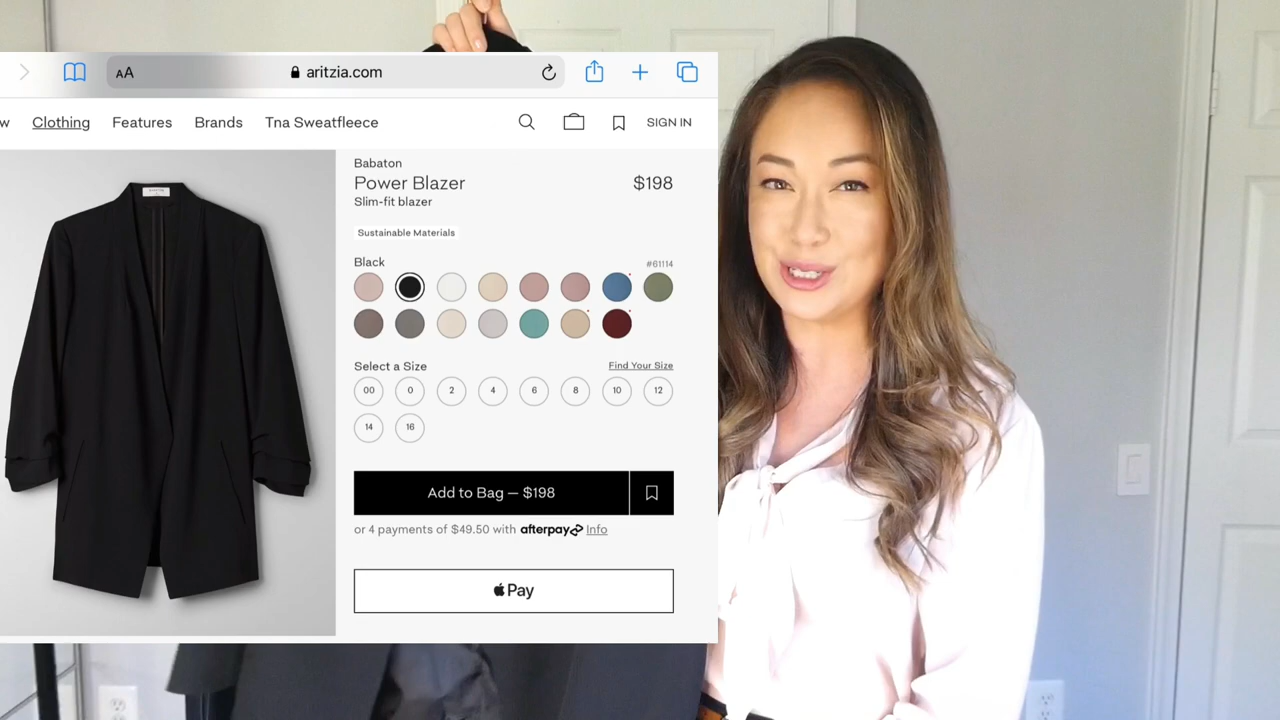 AA
aritzia.com
w
Clothing
Features
Brands
Tna Sweatfleece
SIGN IN
Babaton
Power Blazer
$198
Slim-fit blazer
Sustainable Materials
Black
#61114
Select a Size
Find Your Size
00
0
2
4
6
8
10
12
14
16
Add to Bag — $198
or 4 payments of $49.50 with afterpay Info
Pay